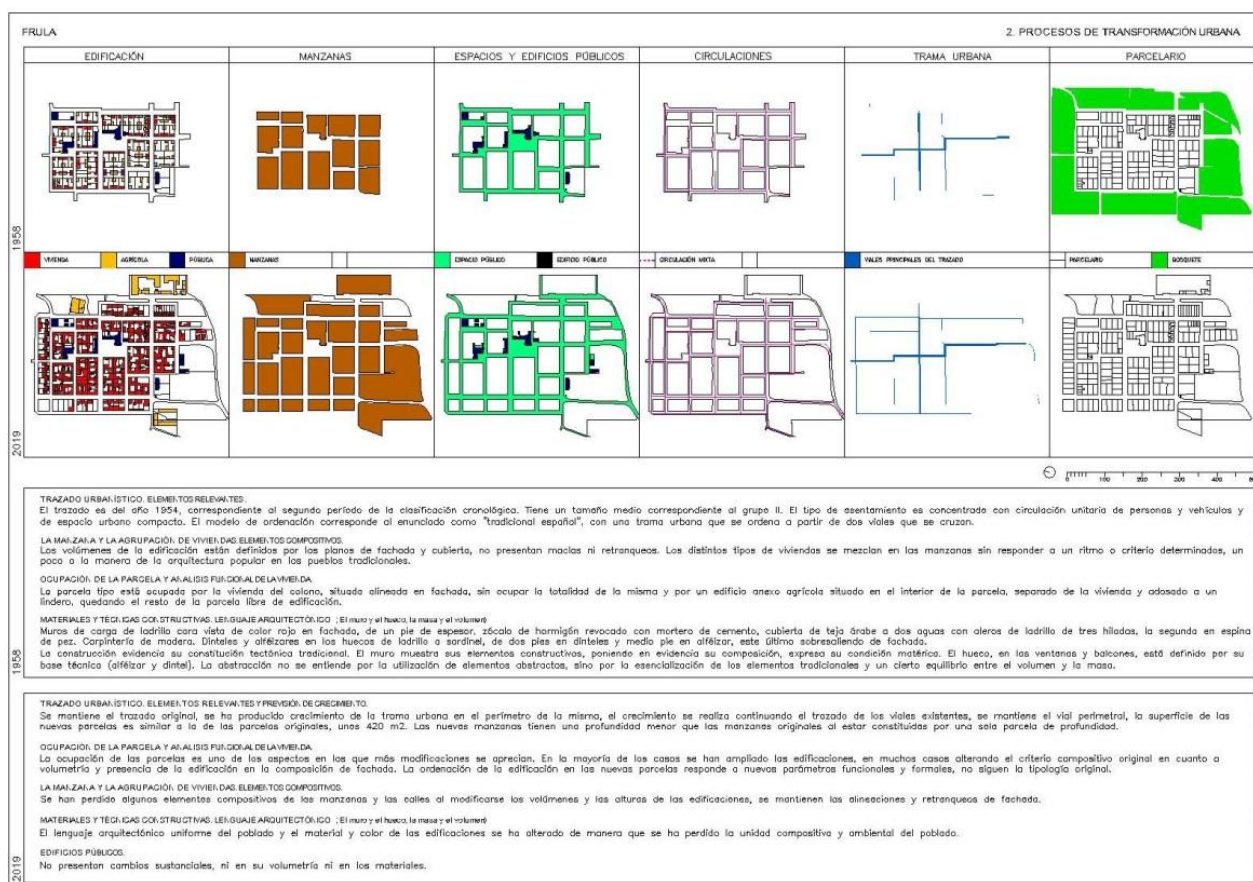 FRULA
2. PROCESOS DE TRANSFORMACIÓN URBANA
EDIFICACIÓN
MANZANAS
ESPACIOS Y EDIFICIOS PÚBLICOS
CIRCULACIONES
TRAMA URBANA
PARCELARIO
1958
VIVIENDA
AGRÍCOLA
PÚBLICA
MANZANAS
ESPACIO PÚBLICO
EDIFICIO PÚBLICO
CIRCULACIÓN MIXTA
VIALES PRINCIPALES DEL TRAZADO
PARCELARIO
BOSQUETE
2019
0 100 200 300 400
TRAZADO URBANÍSTICO. ELEMENTOS RELEVANTES.
El trazado es del año 1954, correspondiente al segundo período de la clasificación cronológica. Tiene un tamaño medio correspondiente al grupo II. El tipo de asentamiento es concentrado con circulación unitaria de personas y vehículos y
de espacio urbano compacto. El modelo de ordenación corresponde al enunciado como "tradicional español", con una trama urbana que se ordena a partir de dos viales que se cruzan.
LA MANZANA Y LA AGRUPACIÓN DE VIVIENDAS. ELEMENTOS COMPOSITIVOS.
Los volúmenes de la edificación están definidos por los planos de fachada y cubierta, no presentan maclas ni retranqueos. Los distintos tipos de viviendas se mezclan en las manzanas sin responder a un ritmo o criterio determinados, un
poco a la manera de la arquitectura popular en los pueblos tradicionales.
OCUPACIÓN DE LA PARCELA Y ANALISIS FUNCIONAL DE LA VIVIENDA
La parcela tipo está ocupada por la vivienda del colono, situada alineada en fachada, sin ocupar la totalidad de la misma y por un edificio anexo agrícola situado en el interior de la parcela, separado de la vivienda y adosado a un
lindero, quedando el resto de la parcela libre de edificación.
MATERIALES Y TÉCNICAS CONSTRUCTIVAS. LENGUAJE ARQUITECTÓNICO (El muro y el hueco, la masa y el volumen)
Muros de carga de ladrillo cara vista de color rojo en fachada, de un pie de espesor, zócalo de hormigón revocado con mortero de cemento, cubierta de teja árabe a dos aguas con aleros de ladrillo de tres hiladas, la segunda en espina
de pez. Carpintería de madera. Dinteles y alféizares en los huecos de ladrillo a sardinel, de dos pies en dinteles y medio pie en alféizar, este último sobresaliendo de fachada.
La construcción evidencia su constitución tectónica tradicional. El muro muestra sus elementos constructivos, poniendo en evidencia su composición, expresa su condición matérica. El hueco, en las ventanas y balcones, está definido por su
base técnica (alféizar y dintel). La abstracción no se entiende por la utilización de elementos abstractos, sino por la esencialización de los elementos tradicionales y un cierto equilibrio entre el volumen y la masa.
1958
TRAZADO URBANÍSTICO. ELEMENTOS RELEVANTES Y PREVISIÓN DE CRECIMIENTO.
Se mantiene el trazado original, se ha producido crecimiento de la trama urbana en el perímetro de la misma, el crecimiento se realiza continuando el trazado de los viales existentes, se mantiene el vial perimetral, la superficie de las
nuevas parcelas es similar a la de las parcelas originales, unos 420 m2. Las nuevas manzanas tienen una profundidad menor que las manzanas originales al estar constituidas por una sola parcela de profundidad.
OCUPACIÓN DE LA PARCELA Y ANALISIS FUNCIONAL DE LA VIVIENDA
La ocupación de las parcelas es uno de los aspectos en los que más modificaciones se aprecian. En la mayoría de los casos se han ampliado las edificaciones, en muchos casos alterando el criterio compositivo original en cuanto a
volumetría y presencia de la edificación en la composición de fachada. La ordenación de la edificación en las nuevas parcelas responde a nuevos parámetros funcionales y formales, no siguen la tipología original.
LA MANZANA Y LA AGRUPACIÓN DE VIVIENDAS. ELEMENTOS COMPOSITIVOS.
Se han perdido algunos elementos compositivos de las manzanas y las calles al modificarse los volúmenes y las alturas de las edificaciones, se mantienen las alineaciones y retranqueos de fachada.
MATERIALES Y TÉCNICAS CONSTRUCTIVAS. LENGUAJE ARQUITECTÓNICO (El muro y el hueco, la masa y el volumen)
El lenguaje arquitectónico uniforme del poblado y el material y color de las edificaciones se ha alterado de manera que se ha perdido la unidad compositiva y ambiental del poblado.
EDIFICIOS PÚBLICOS.
No presentan cambios sustanciales, ni en su volumetría ni en los materiales.
2019